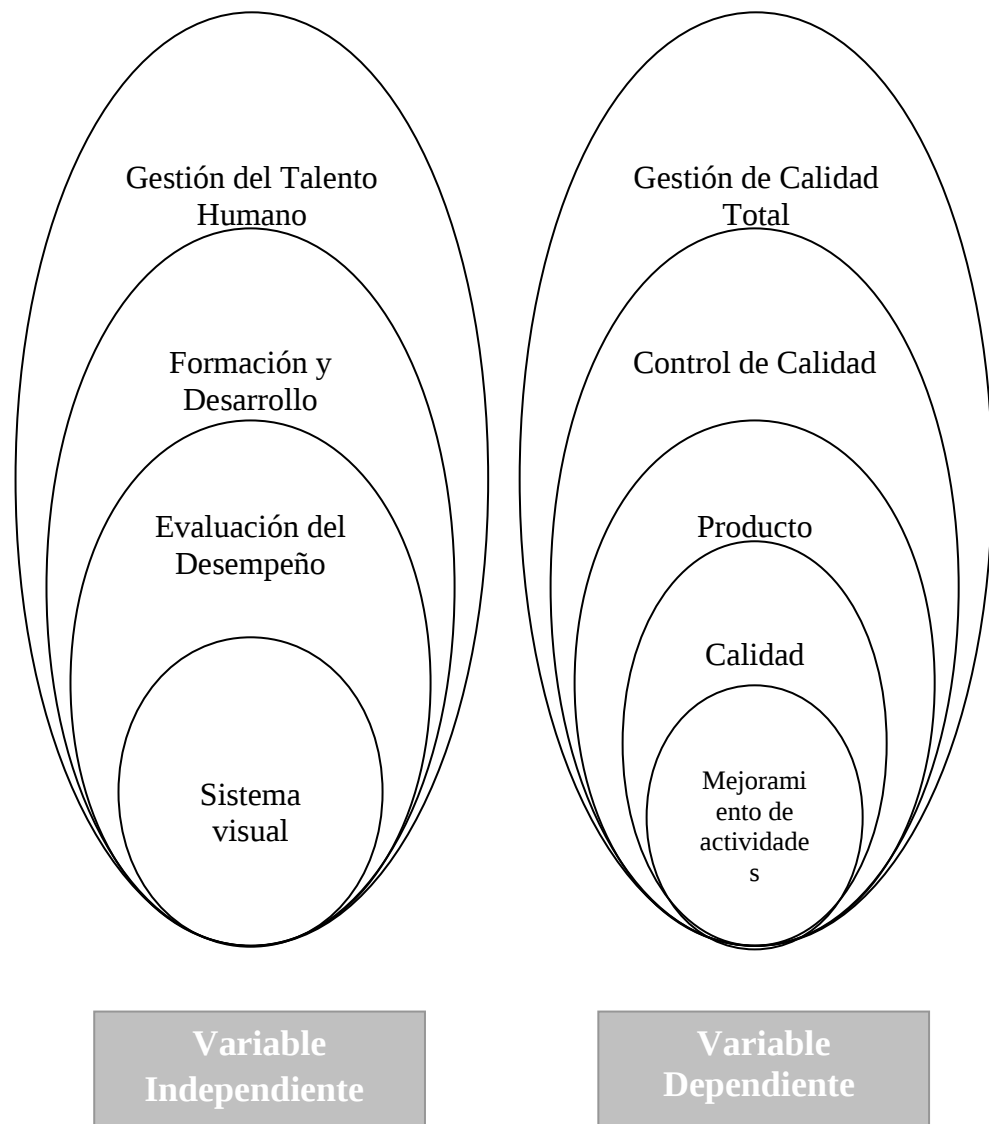 Gestión del Talento
Humano
Formación y
Desarrollo
Evaluación del
Desempeño
Sistema
visual
Variable
Independiente
Gestión de Calidad
Total
Control de Calidad
Producto
Calidad
Mejorami
ento de
actividade
s
Variable
Dependiente